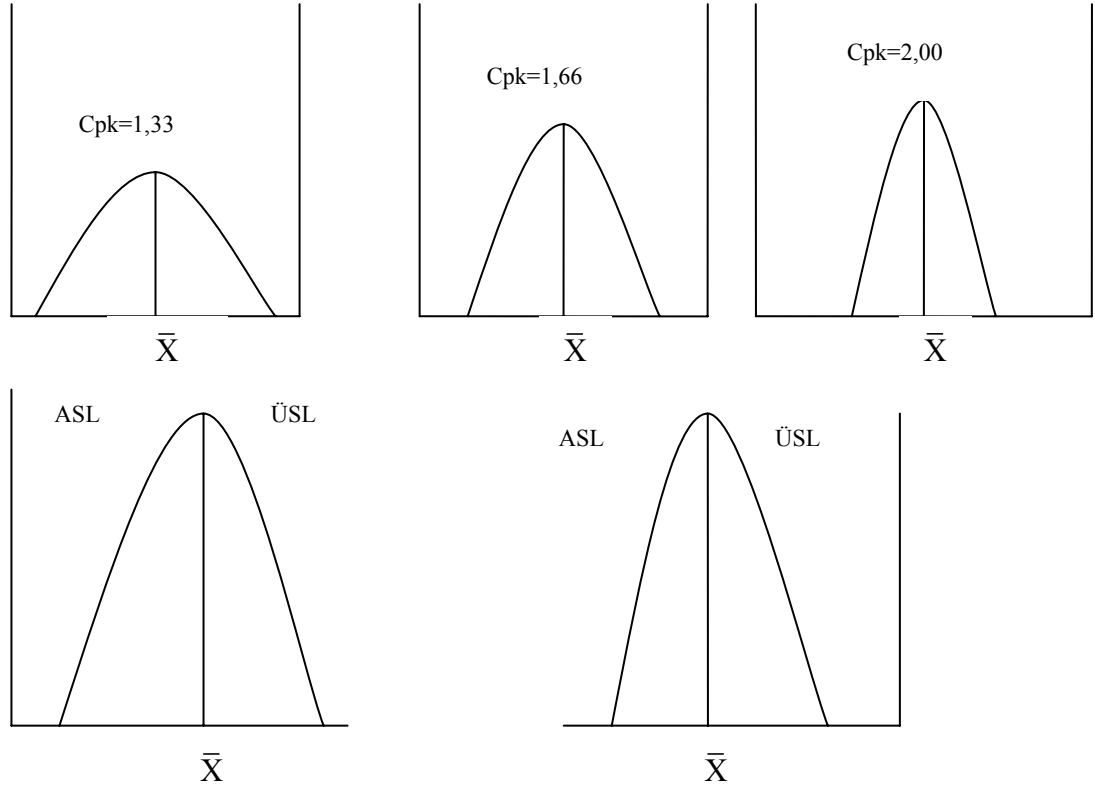 Cpk=1,33
Cpk=1,66
Cpk=2,00
X̅
X̅
X̅
ASL
ÜSL
ASL
ÜSL
X̅
X̅